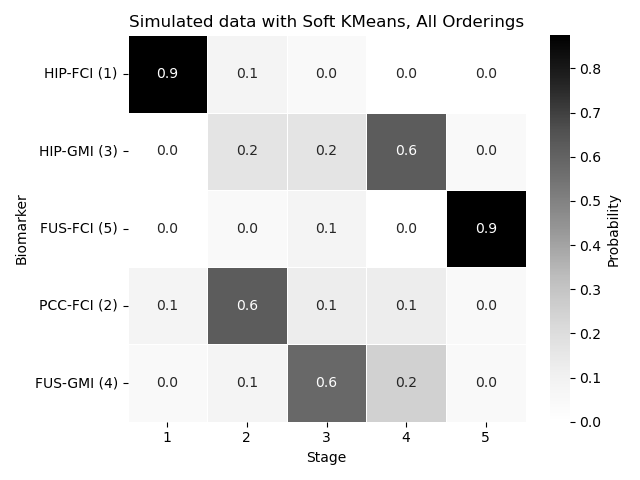 Simulated data with Soft KMeans, All Orderings
HIP-FCI (1) 0.9 0.1 0.0 0.0 0.0
HIP-GMI (3) 0.0 0.2 0.2 0.6 0.0
FUS-FCI (5) 0.0 0.0 0.1 0.0 0.9
PCC-FCI (2) 0.1 0.6 0.1 0.1 0.0
FUS-GMI (4) 0.0 0.1 0.6 0.2 0.0
1 2 3 4 5
Stage
Biomarker
0.8
0.7
0.6
0.5
0.4
0.3
0.2
0.1
0.0
Probability